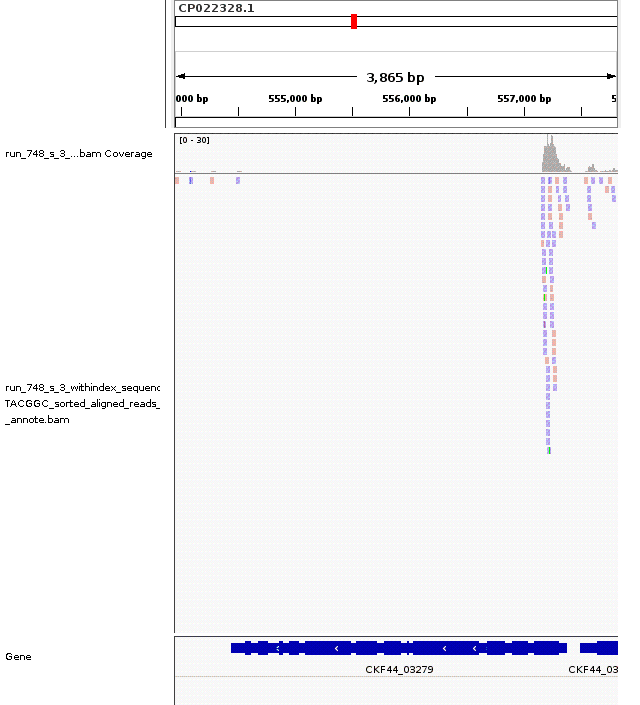 CP022328.1
3,865 bp
000 bp 555,000 bp 556,000 bp 557,000 bp 5
[0 - 30]
run_748_s_3_...bam Coverage
run_748_s_3_withindex_sequenc
TACGGC_sorted_aligned_reads_
_annote.bam
Gene
CKF44_03279 CKF44_03